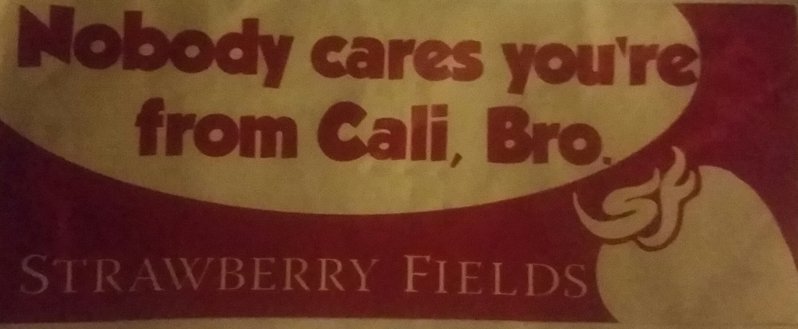 Nobody cares you're
from Cali, Bro.
sf
STRAWBERRY FIELDS